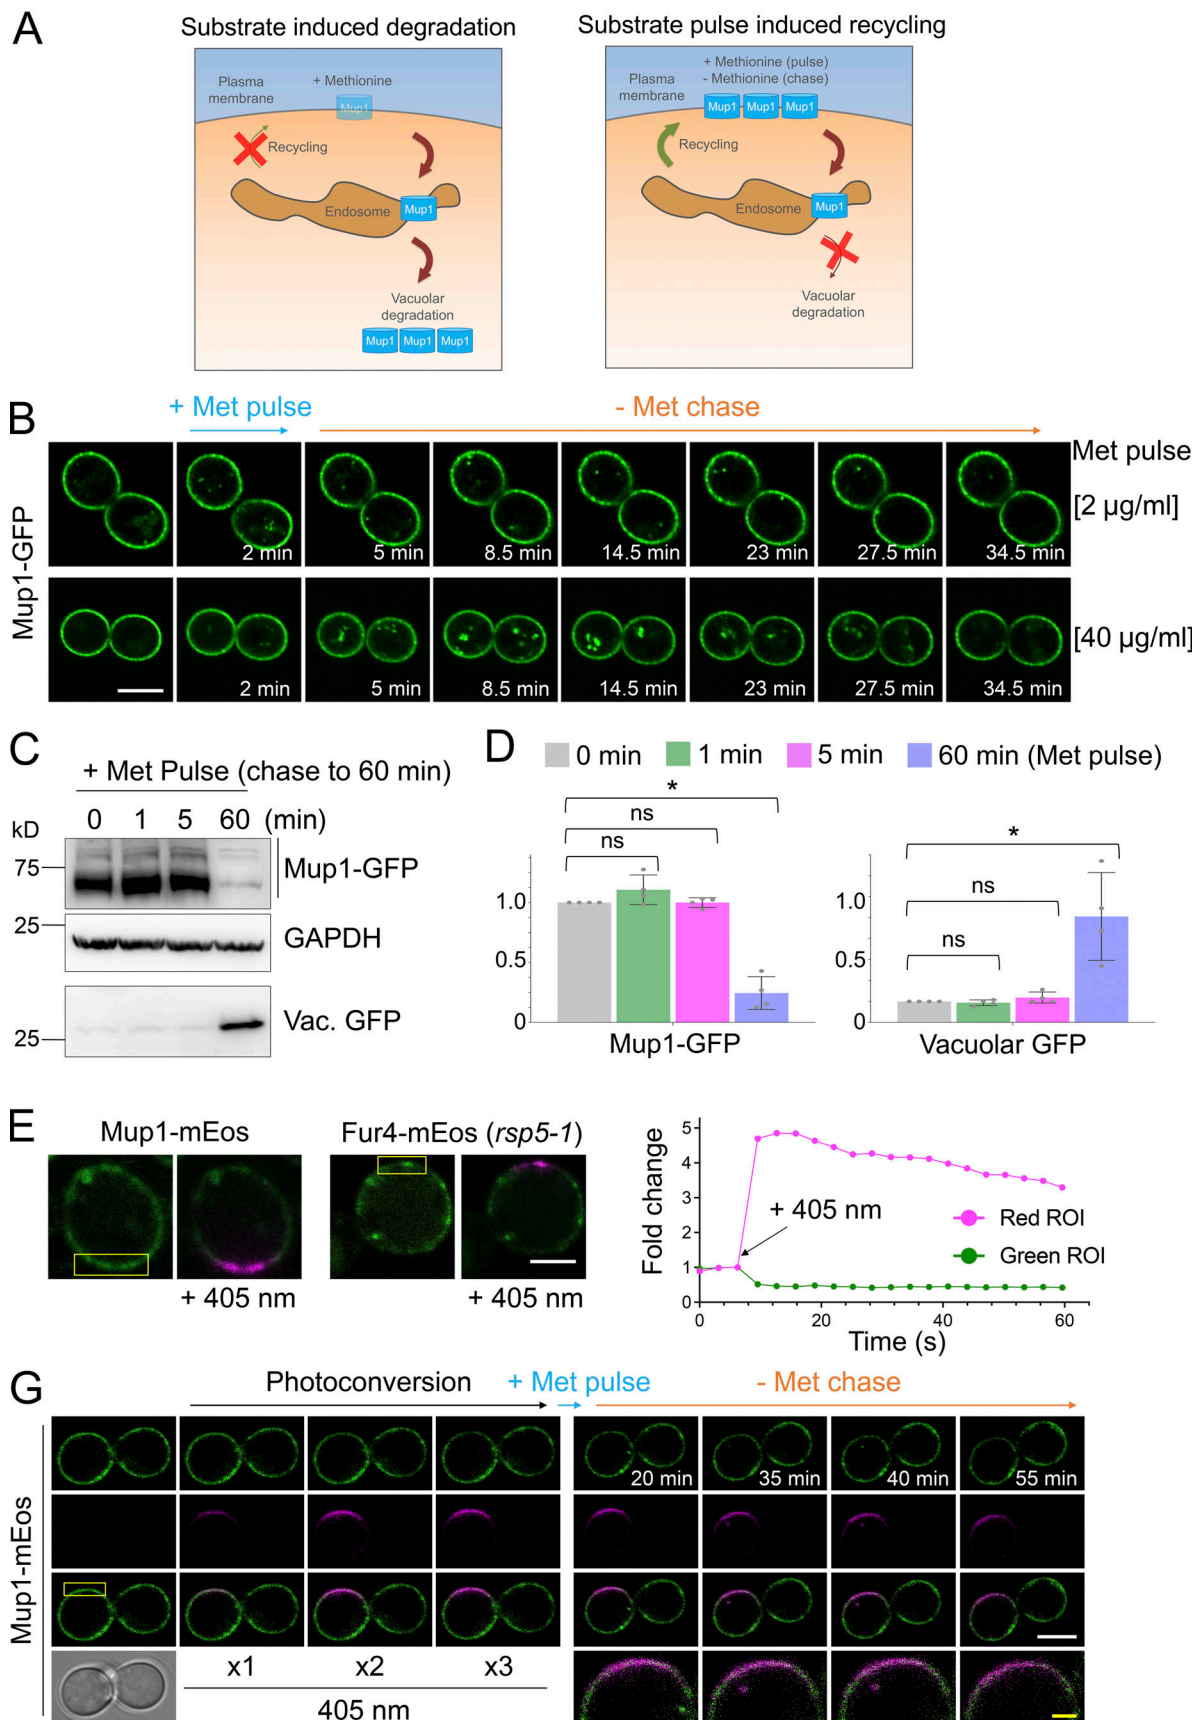 A
Substrate induced degradation
Substrate pulse induced recycling
Plasma
membrane
+ Methionine
Mup1
Recycling
Endosome
Mup1
Vacuolar
degradation
Mup1 Mup1 Mup1
+ Methionine (pulse)
- Methionine (chase)
Plasma
membrane
Mup1 Mup1 Mup1
Recycling
Endosome
Mup1
Vacuolar
degradation
B
+ Met pulse
- Met chase
Mup1-GFP
Met pulse
[2 µg/ml]
2 min 5 min 8.5 min 14.5 min 23 min 27.5 min 34.5 min
[40 µg/ml]
2 min 5 min 8.5 min 14.5 min 23 min 27.5 min 34.5 min
C
+ Met Pulse (chase to 60 min)
kD
0 1 5 60 (min)
75
Mup1-GFP
25
GAPDH
25
Vac. GFP
D
0 min 1 min 5 min 60 min (Met pulse)
*
ns
ns
1.0
0.5
0
Mup1-GFP
*
ns
ns
1.0
0.5
0
Vacuolar GFP
E
Mup1-mEos
Fur4-mEos (rsp5-1)
+ 405 nm
+ 405 nm
Fold change
5
4
3
2
1
0
+ 405 nm
Red ROI
Green ROI
0 20 40 60
Time (s)
G
Photoconversion
+ Met pulse
- Met chase
Mup1-mEos
20 min 35 min 40 min 55 min
x1 x2 x3
405 nm